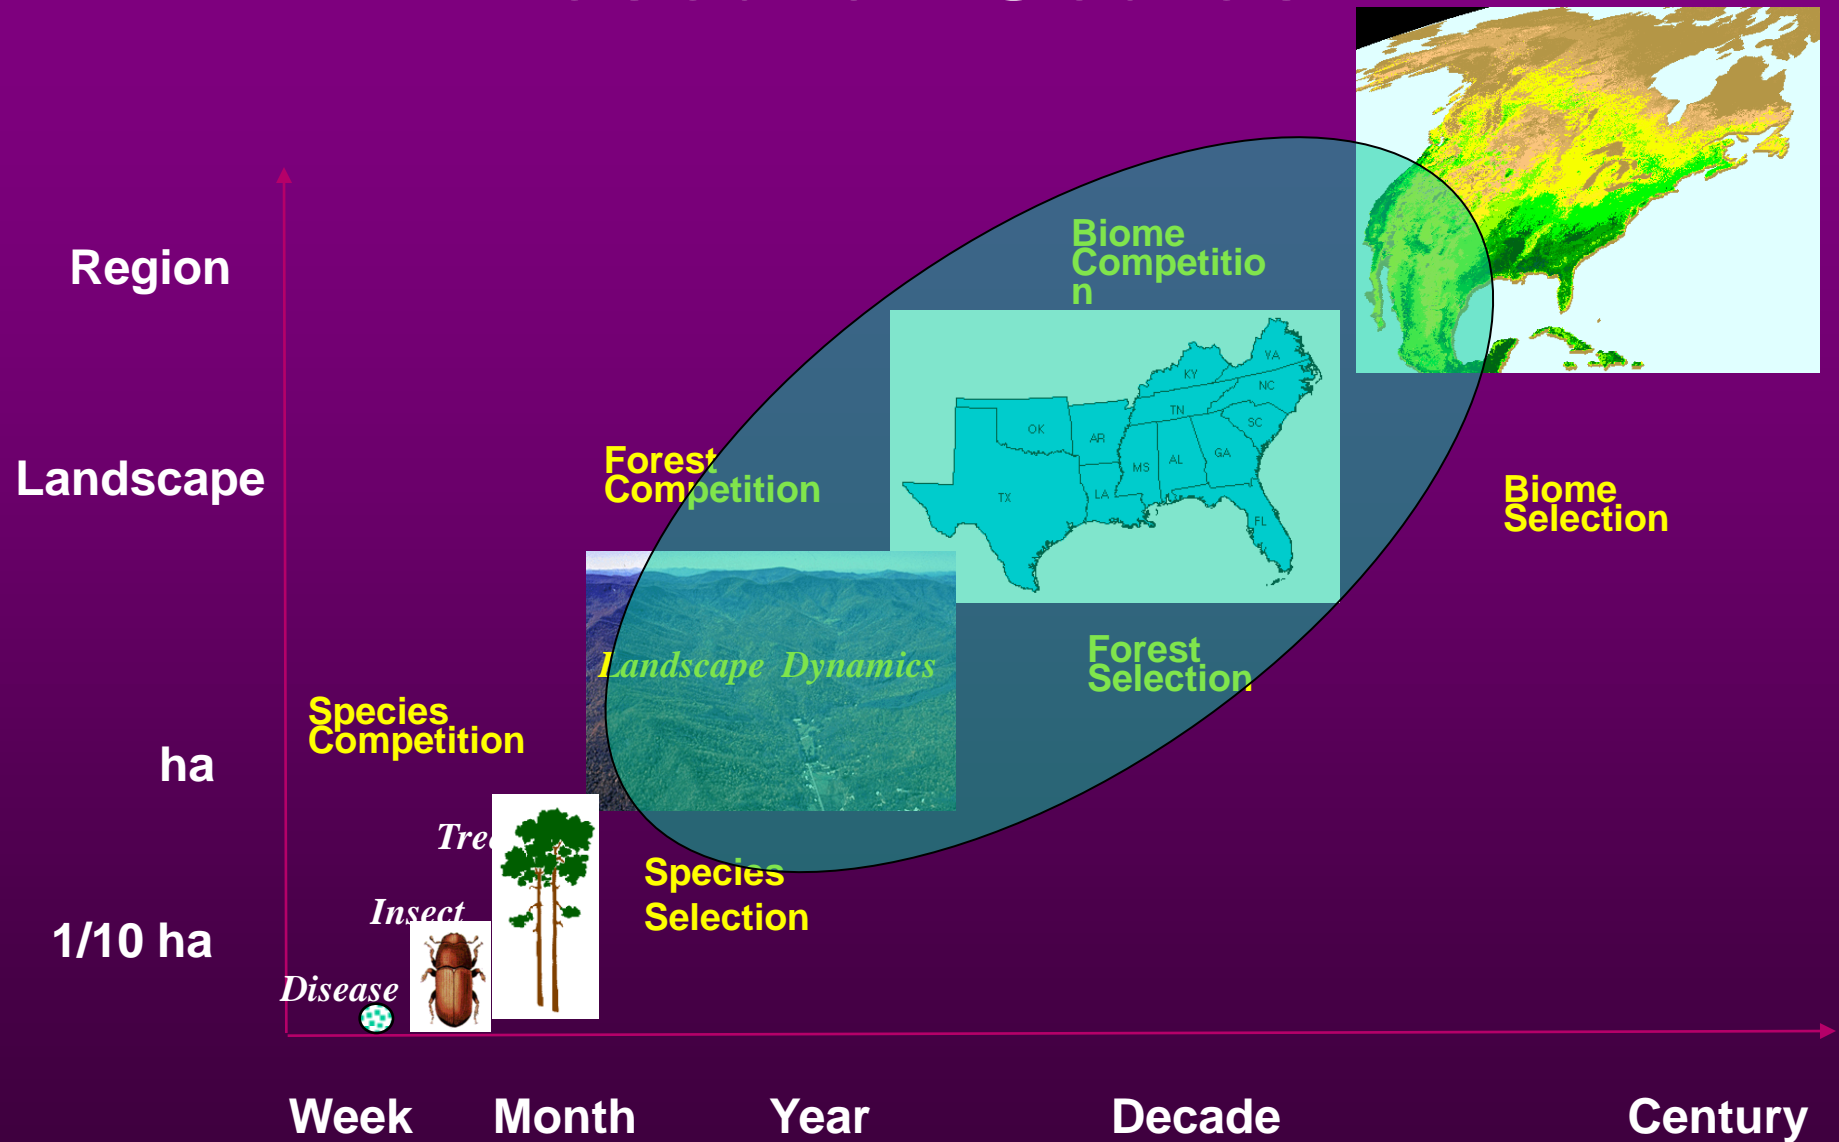 Region
Biome
Competitio
n
VA
KY
NC
TN
OK
AR
SC
GA
AL
MS
LA
TX
FL
Forest
Competition
Landscape
Biome
Selection
Landscape Dynamics
Forest
Selection
Species
Competition
ha
Insect
Species
Selection
1/10 ha
Disease
Week Month Year Decade Century